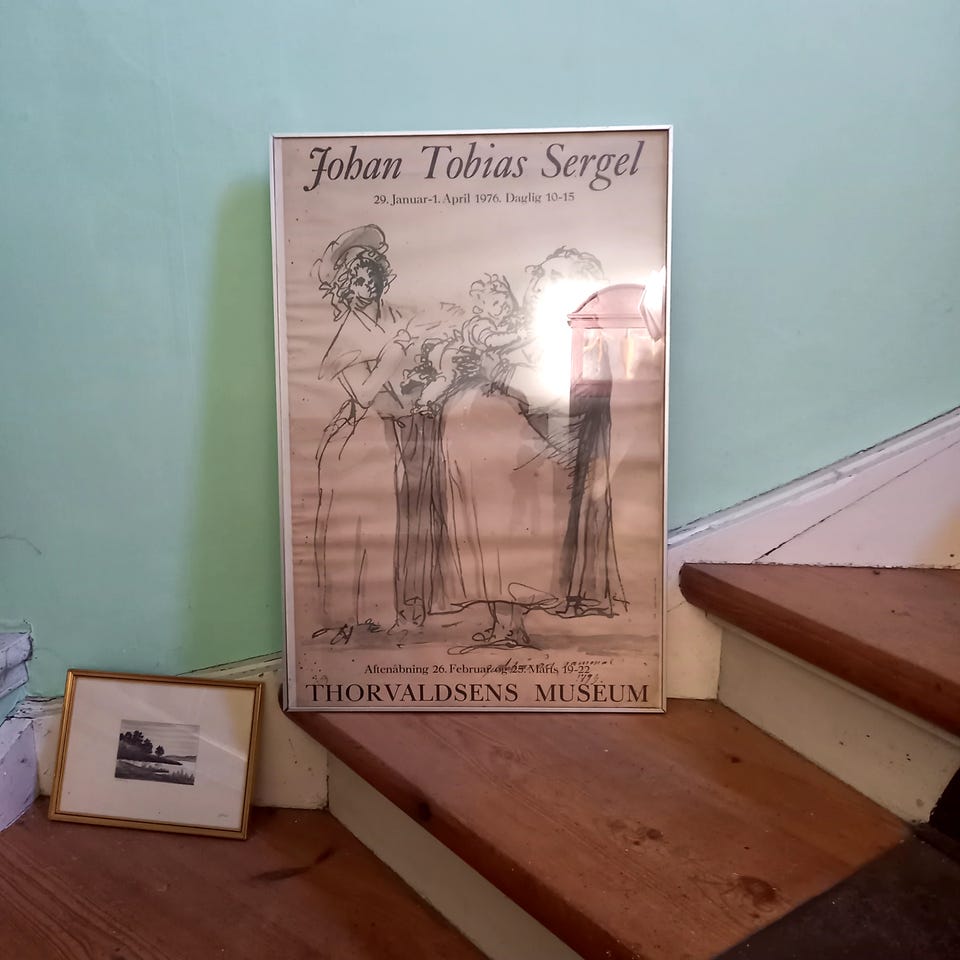 Johan Tobias Sergel
29. Januar-1. April 1976. Daglig 10-15
Aftenåbning 26. Februar og 25. Marts 19-22
THORVALDSENS MUSEUM